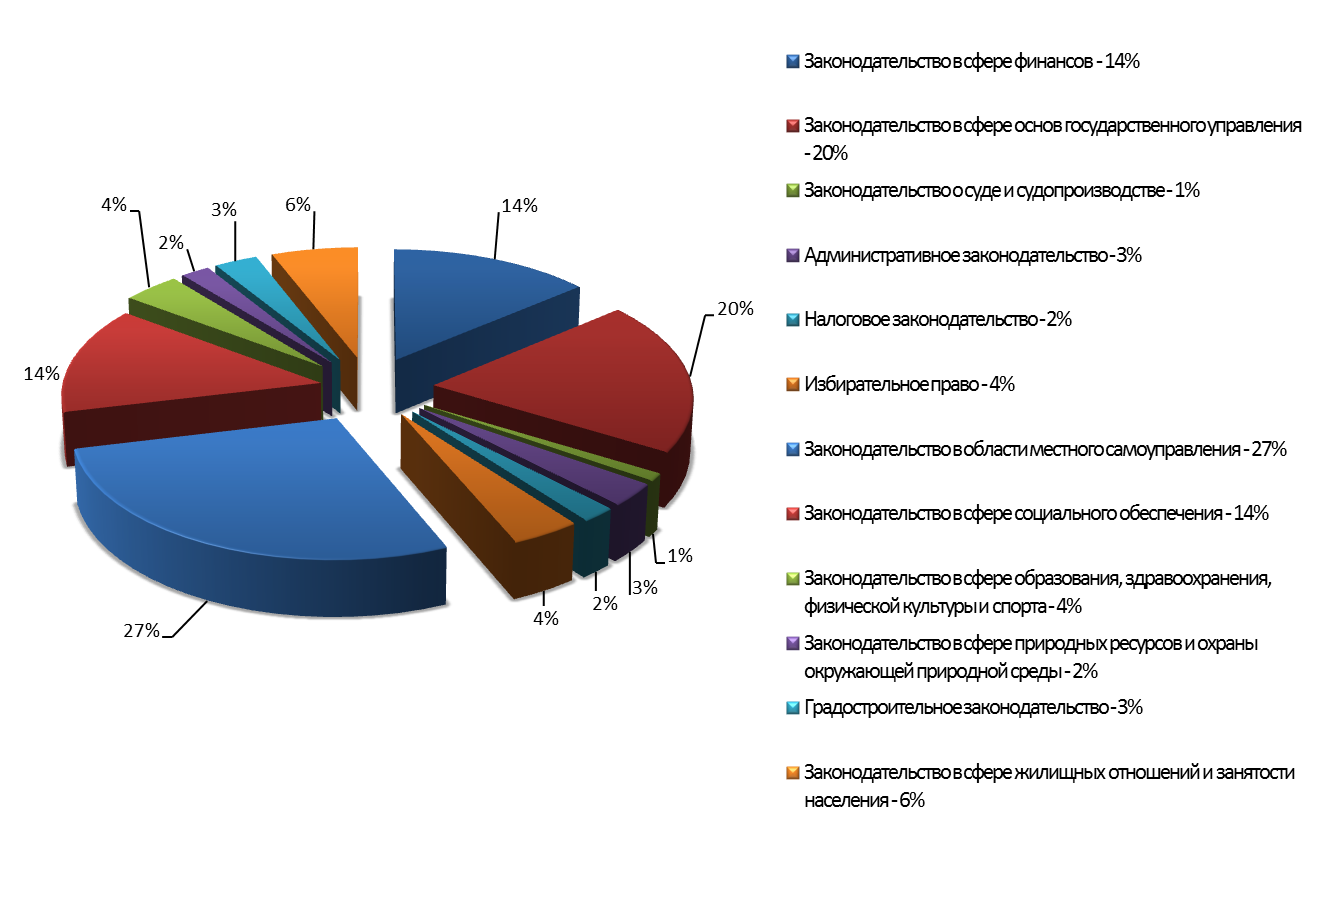 Законодательство в сфере финансов - 14%
Законодательство в сфере основ государственного управления
- 20%
Законодательство о суде и судопроизводстве - 1%
Административное законодательство - 3%
Налоговое законодательство - 2%
Избирательное право - 4%
Законодательство в области местного самоуправления - 27%
Законодательство в сфере социального обеспечения - 14%
Законодательство в сфере образования, здравоохранения,
физической культуры и спорта - 4%
Законодательство в сфере природных ресурсов и охраны
окружающей природной среды - 2%
Градостроительное законодательство - 3%
Законодательство в сфере жилищных отношений и занятости
населения - 6%
14%
20%
1%
3%
2%
4%
27%
14%
4%
2%
3%
6%